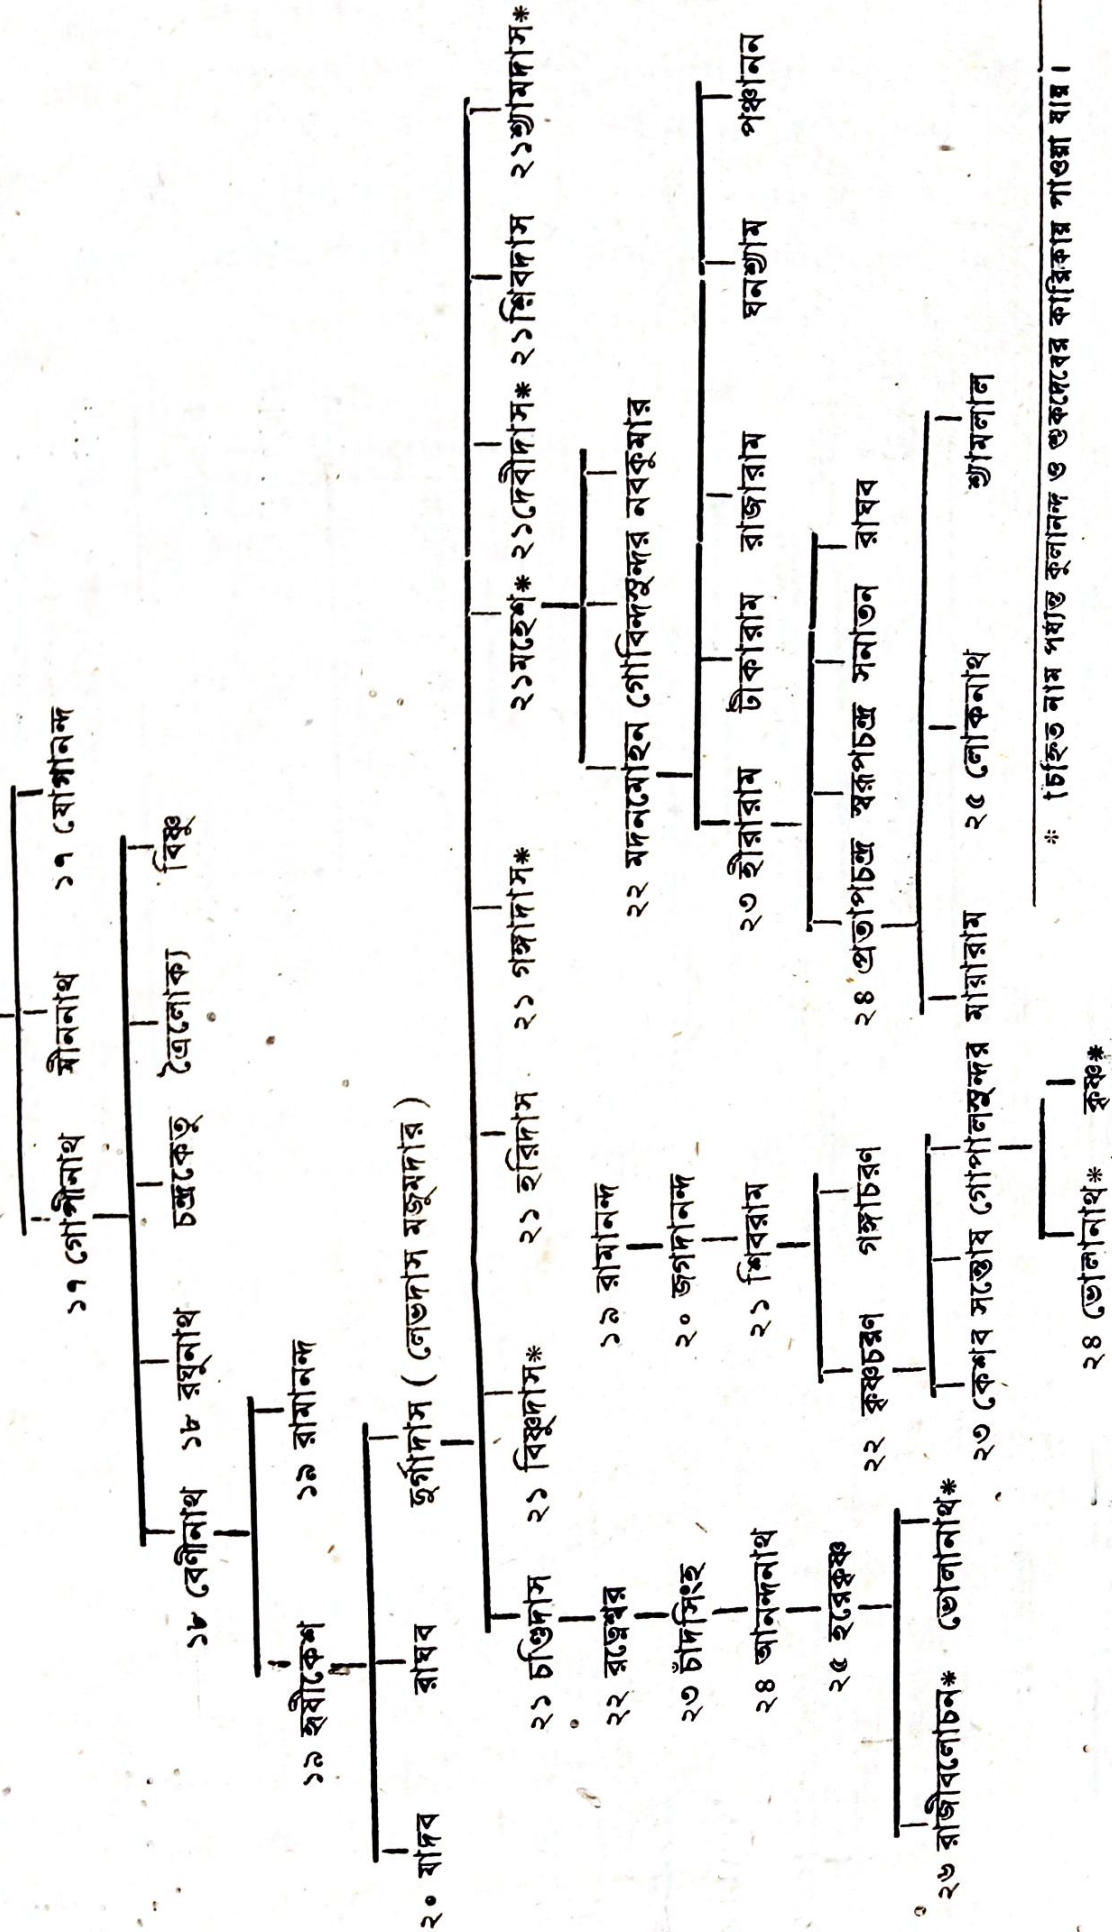 ১৭ গোপীনাথ মীননাথ ১৭ যোগানন্দ
১৮ বেণীনাথ ১৮ রঘুনাথ চন্দ্রকেতু ত্রৈলোক্য বিষ্ণু
১৯ হৃষীকেশ ১৯ রামানন্দ
২০ যাদব রাঘব দুর্গাদাস ( লেভদাস মজুমদার )
২১ চণ্ডিদাস ২১ বিষ্ণুদাস* ২১ হরিদাস ২১ গঙ্গাদাস* ২১মহেশ* ২১দেবীদাস* ২১শিবদাস ২১শ্যামদাস*
২২ রত্নেশ্বর ১৯ রামানন্দ ২২ মদনমোহন গোবিন্দসুন্দর নবকুমার
২৩ চাঁদসিংহ ২০ জগদানন্দ
২৪ আনন্দনাথ ২১ শিবরাম ২৩ হীরারাম টীকারাম রাজারাম ঘনশ্যাম পঞ্চানন
২৫ হরেকৃষ্ণ ২২ কৃষ্ণচরণ গঙ্গাচরণ ২৪ প্রতাপচন্দ্র স্বরূপচন্দ্র সনাতন রাঘব
২৬ রাজীবলোচন* ভোলানাথ* ২৩ কেশব সন্তোষ গোপালসুন্দর মায়ারাম ২৫ লোকনাথ শ্যামলাল
২৪ ভোলানাথ* কৃষ্ণ*
* চিহ্নিত নাম পর্য্যন্ত কুলানন্দ ও শুকদেবের কারিকায় পাওয়া যায়।